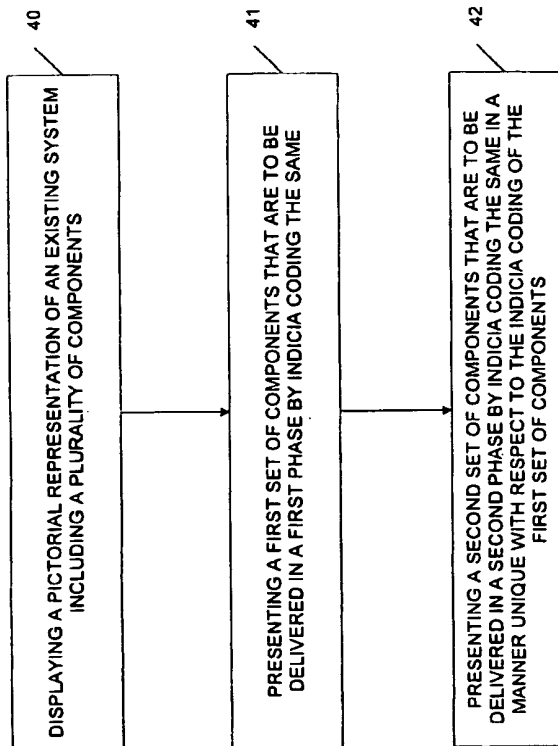 40
DISPLAYING A PICTORIAL REPRESENTATION OF AN EXISTING SYSTEM
INCLUDING A PLURALITY OF COMPONENTS
41
PRESENTING A FIRST SET OF COMPONENTS THAT ARE TO BE
DELIVERED IN A FIRST PHASE BY INDICIA CODING THE SAME
42
PRESENTING A SECOND SET OF COMPONENTS THAT ARE TO BE
DELIVERED IN A SECOND PHASE BY INDICIA CODING THE SAME IN A
MANNER UNIQUE WITH RESPECT TO THE INDICIA CODING OF THE
FIRST SET OF COMPONENTS